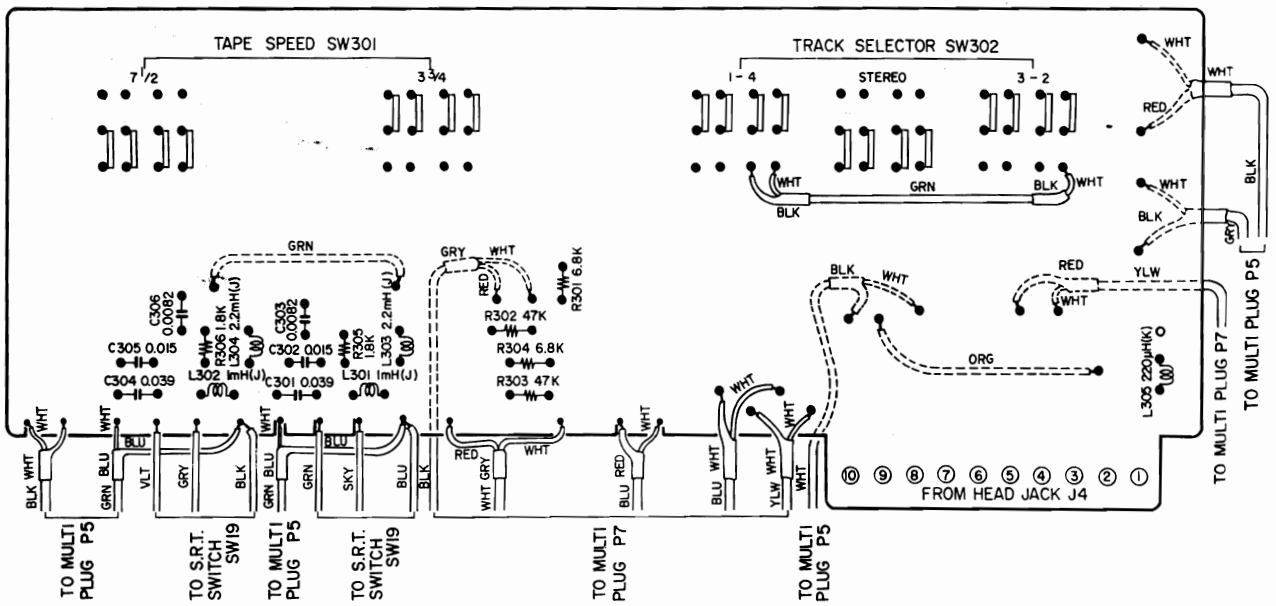 TAPE SPEED SW301
TRACK SELECTOR SW302
7 1/2
3 3/4
1-4
STEREO
3-2
WHT
RED
WHT
BLK
WHT
BLK
GRY
WHT
BLK
GRN
BLK
WHT
GRN
GRY
WHT
RED
R301 6.8K
BLK
WHT
RED
WHT
YLW
C306
0.0082
R306 1.8K
L304 2.2mH(J)
C303
0.0082
R305
1.8K
L303 2.2mH(J)
R302 47K
C305 0.015
C302 0.015
R304 6.8K
C304 0.039
L302 1mH(J)
C301 0.039
L301 1mH(J)
R303 47K
ORG
L305 220µH(K)
TO MULTI PLUG P7
TO MULTI PLUG P5
WHT
WHT
BLK
WHT
BLU
BLU
GRN
VLT
GRY
BLK
WHT
BLU
BLU
GRN
GRN
SKY
BLU
BLK
RED
GRY
WHT
WHT
RED
BLU
WHT
WHT
WHT
BLU
YLW
WHT
WHT
WHT
10 9 8 7 6 5 4 3 2 1
FROM HEAD JACK J4
TO MULTI
PLUG P5
TO S.R.T.
SWITCH
SW19
TO MULTI
PLUG P5
TO S.R.T.
SWITCH
SW19
TO MULTI
PLUG P7
TO MULTI
PLUG P5